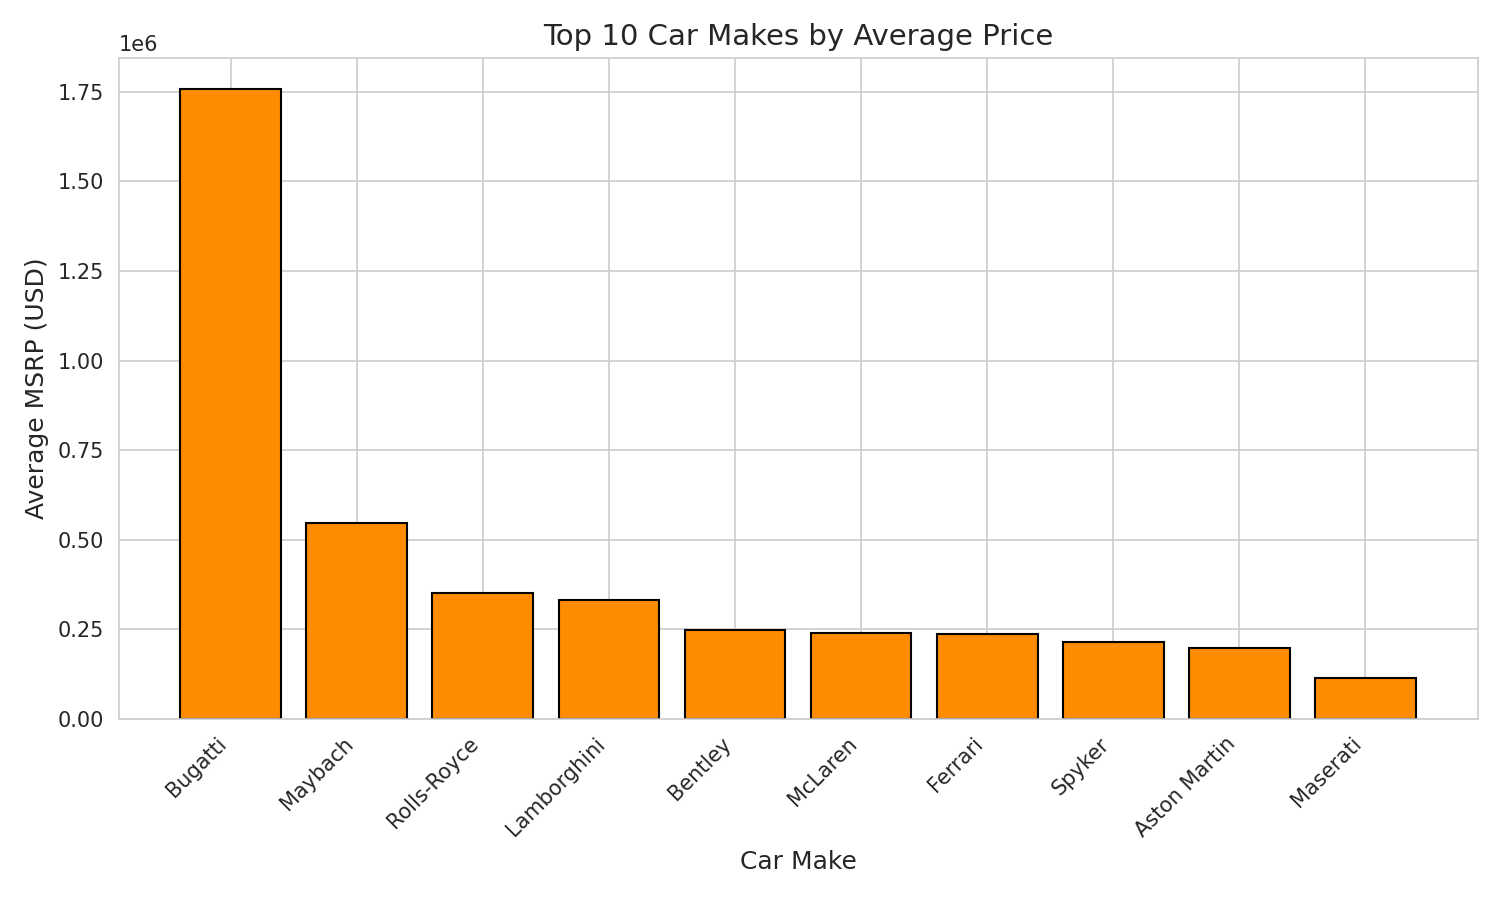 Top 10 Car Makes by Average Price
1e6
Average MSRP (USD)
1.75
1.50
1.25
1.00
0.75
0.50
0.25
0.00
Bugatti
Maybach
Rolls-Royce
Lamborghini
Bentley
McLaren
Ferrari
Spyker
Aston Martin
Maserati
Car Make